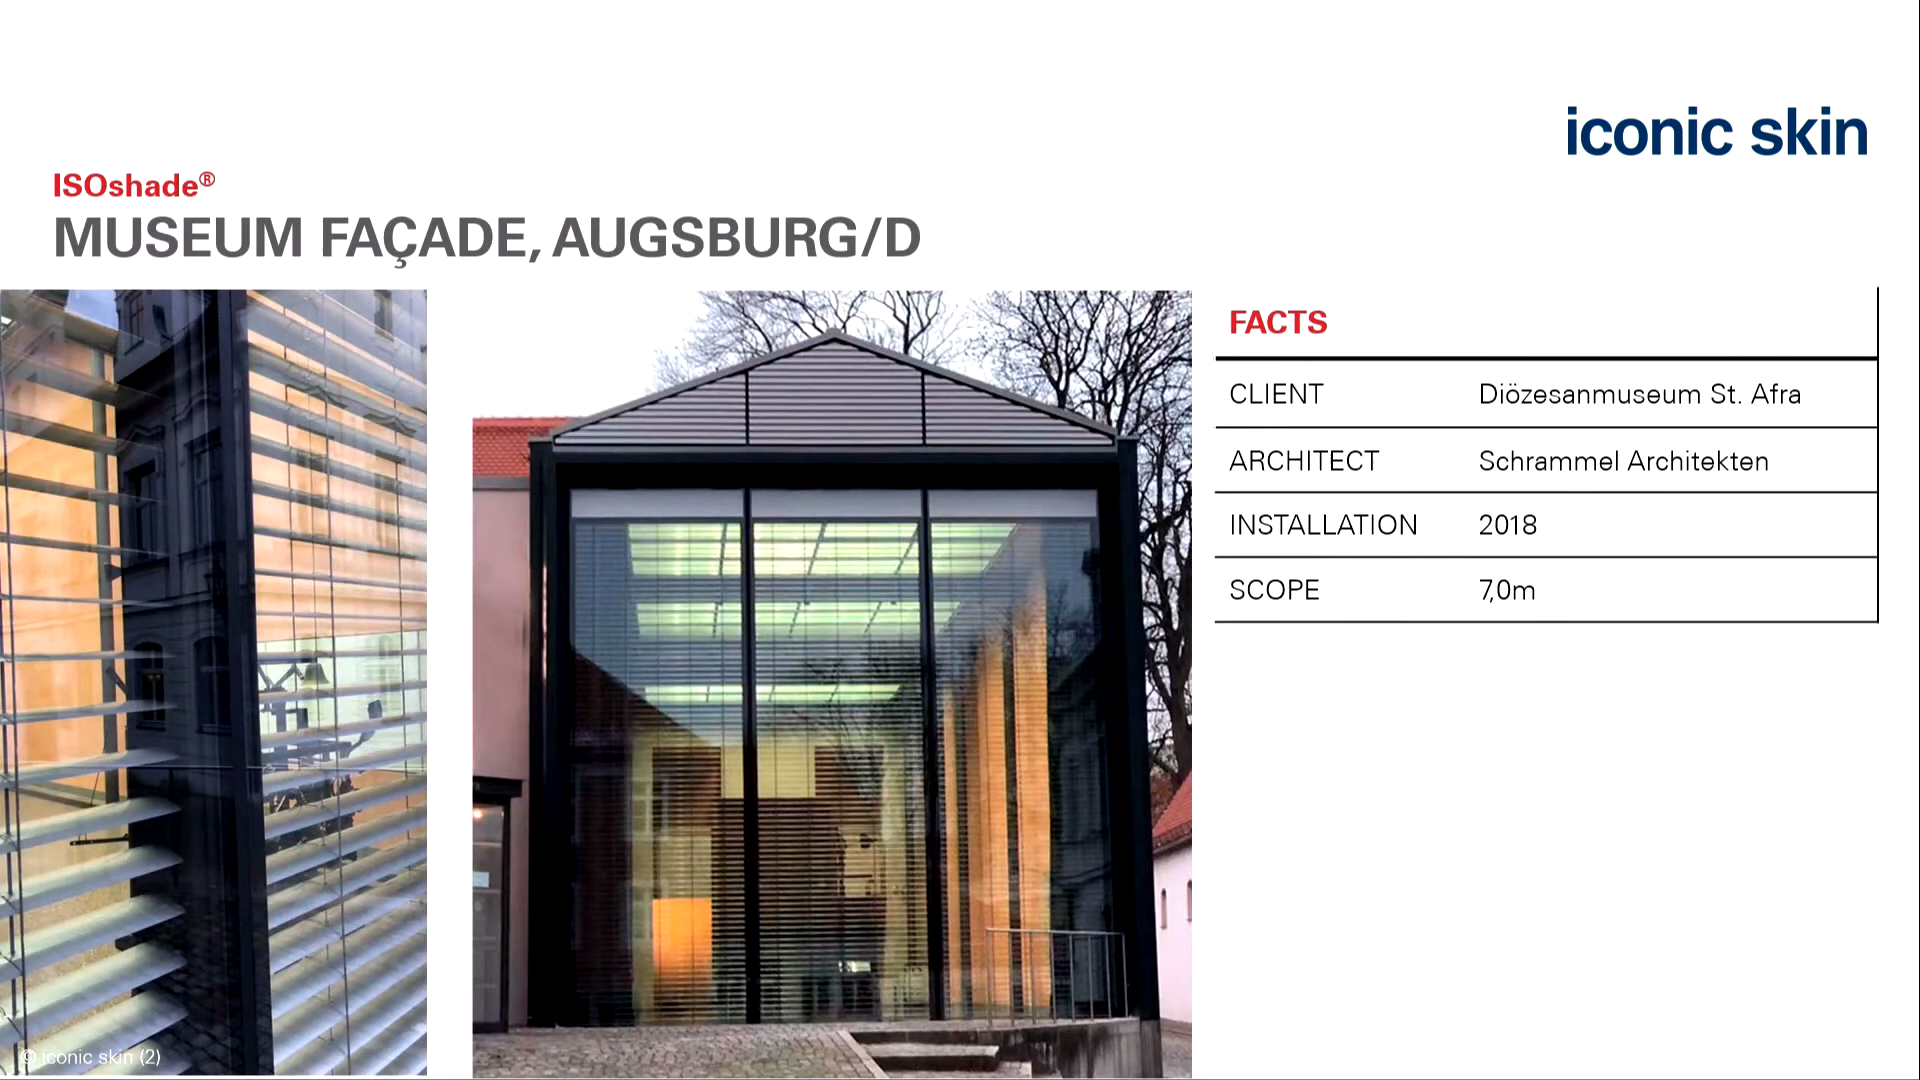 iconic skin
ISOshade®
MUSEUM FAÇADE, AUGSBURG/D
FACTS
CLIENT Diözesanmuseum St. Afra
ARCHITECT Schrammel Architekten
INSTALLATION 2018
SCOPE 7,0m
© iconic skin (2)